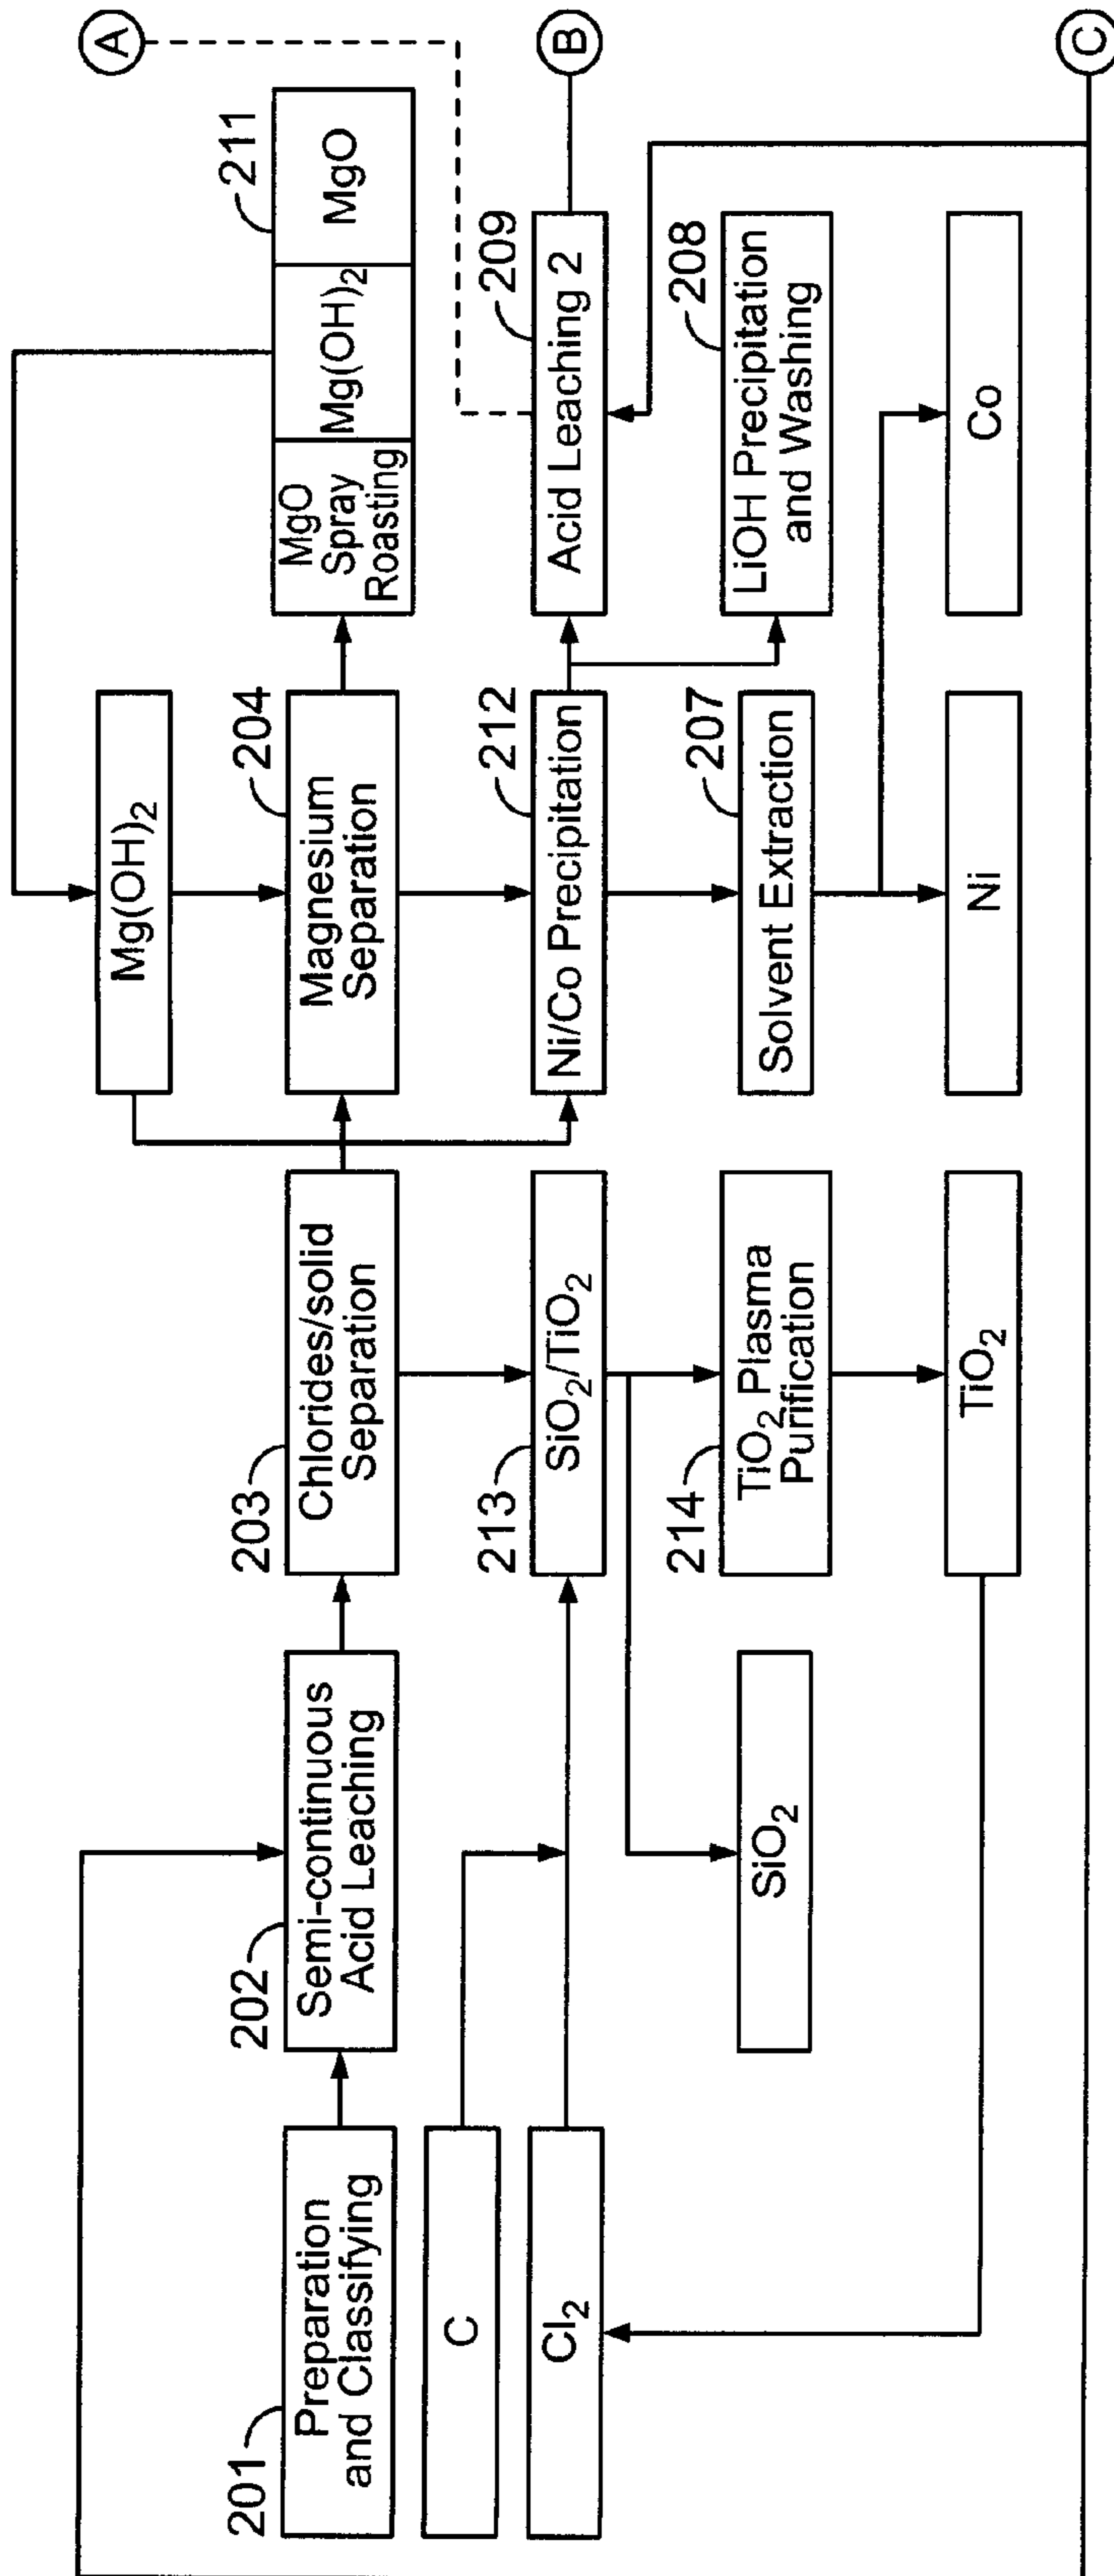 A
B
C
Mg(OH)2
211
MgO
Spray
Roasting
Mg(OH)2
MgO
201
Preparation
and Classifying
202
Semi-continuous
Acid Leaching
203
Chlorides/solid
Separation
204
Magnesium
Separation
C
Cl2
213
SiO2/TiO2
212
Ni/Co Precipitation
209
Acid Leaching 2
SiO2
214
TiO2 Plasma
Purification
207
Solvent Extraction
208
LiOH Precipitation
and Washing
TiO2
Ni
Co